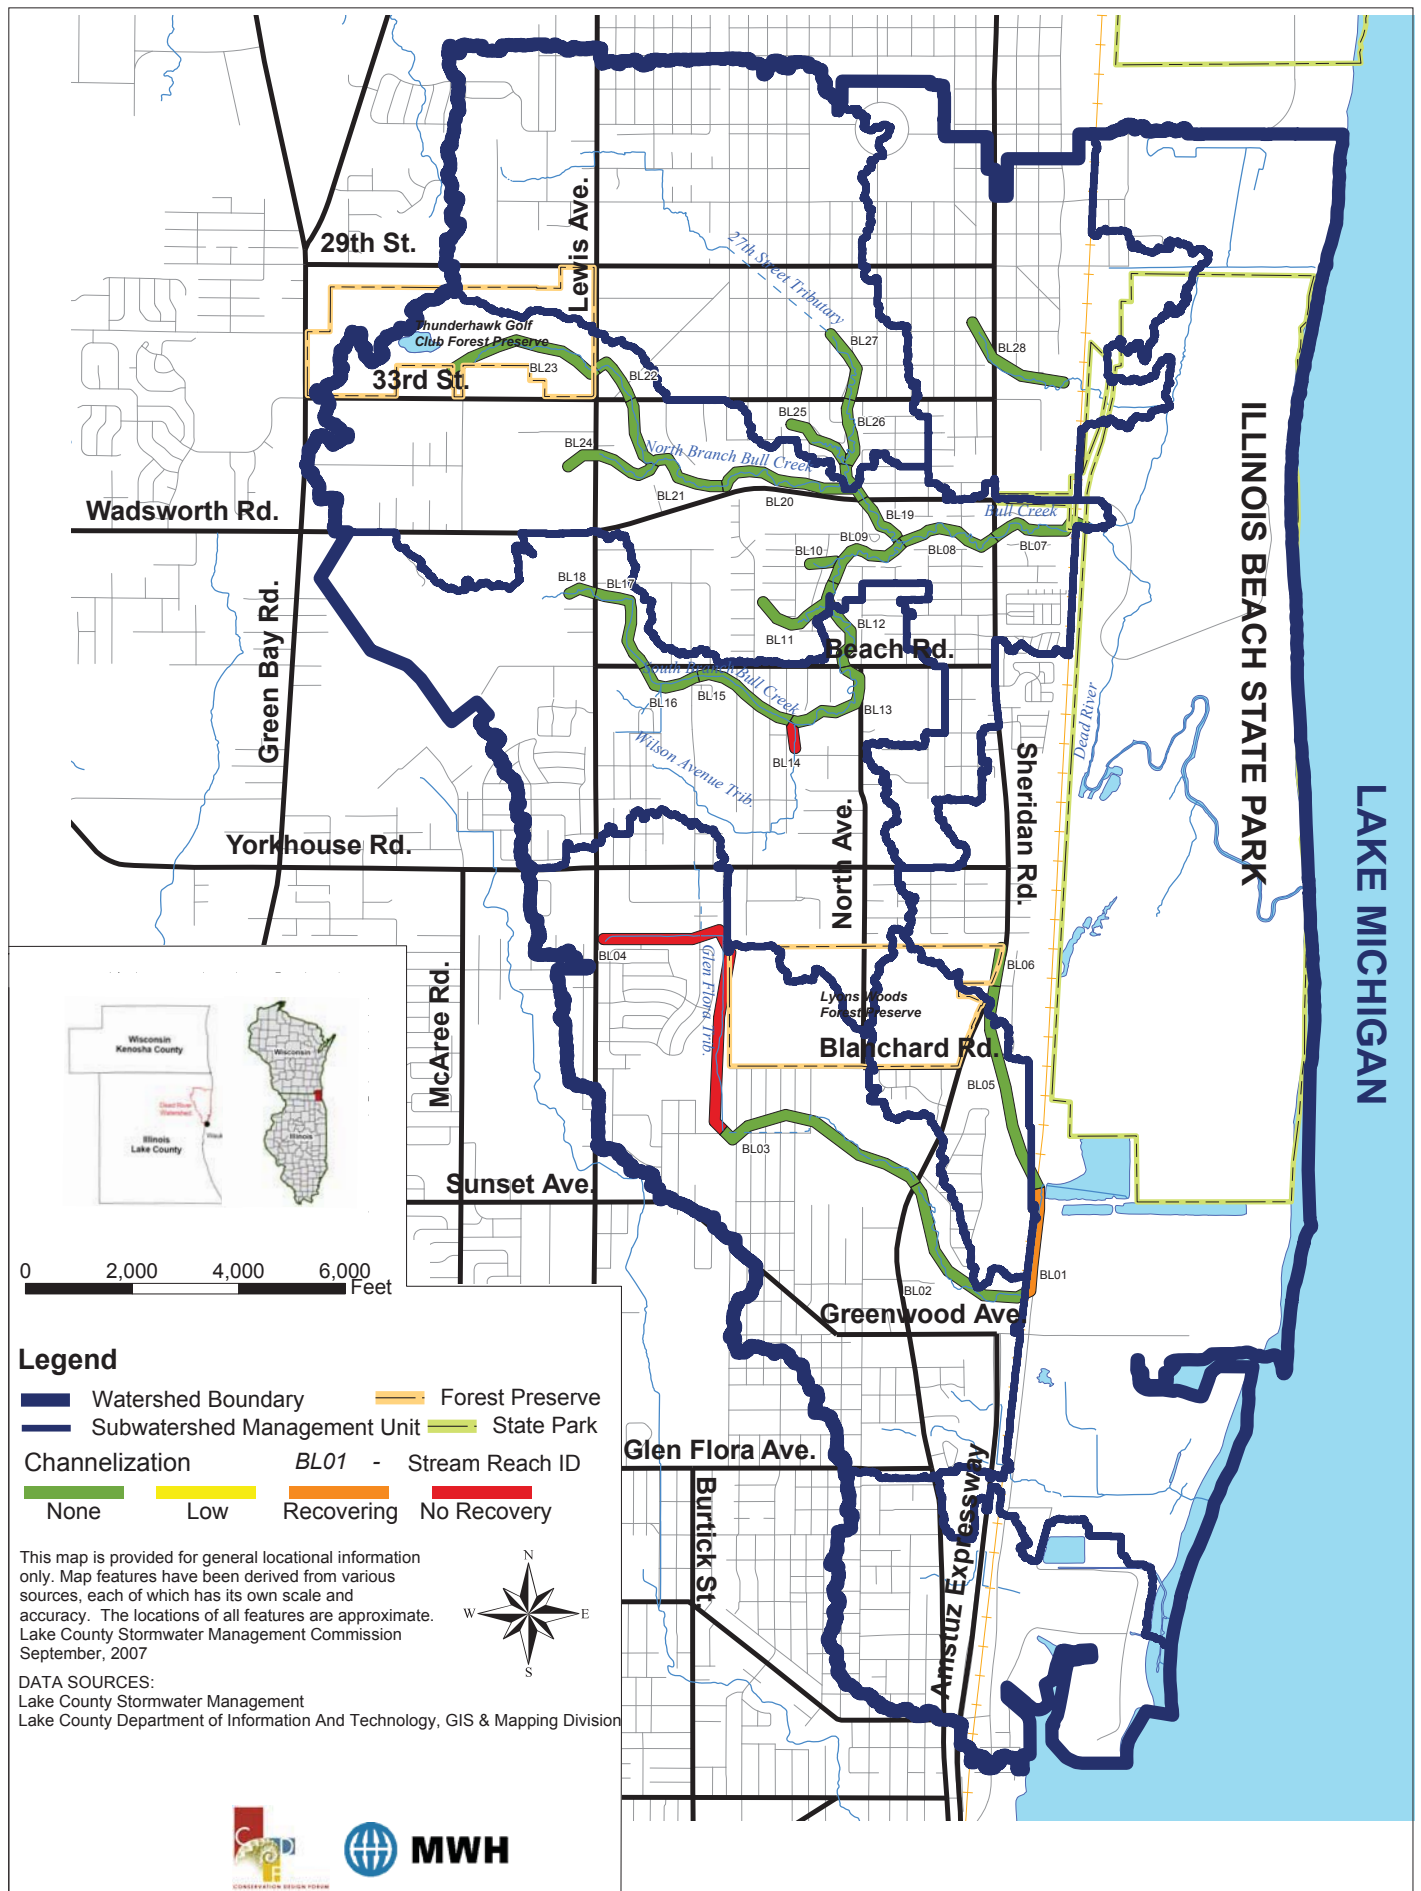 29th St.
Lewis Ave.
27th Street Tributary
Thunderhawk Golf
Club Forest Preserve
BL27
BL28
BL23
33rd St.
BL22
BL25
BL26
BL24
North Branch Bull Creek
BL21
BL20
Wadsworth Rd.
BL19
Bull Creek
BL09
BL08
BL07
BL10
BL18
BL17
BL11
BL12
Beach Rd.
Green Bay Rd.
South Branch Bull Creek
BL16
BL15
BL13
BL14
Wilson Avenue Trib.
Dead River
Sheridan Rd.
ILLINOIS BEACH STATE PARK
LAKE MICHIGAN
North Ave.
Yorkhouse Rd.
BL04
Glen Flora Trib.
BL06
Lyons Woods
Forest Preserve
Blanchard Rd.
McAree Rd.
BL05
BL03
Sunset Ave.
BL01
BL02
Greenwood Ave.
Glen Flora Ave.
Burtick St.
Amstuz Expressway
Wisconsin
Kenosha County
Dead River
Watershed
Illinois
Lake County
Wisconsin
Illinois
0 2,000 4,000 6,000
Feet
Legend
Watershed Boundary
Forest Preserve
Subwatershed Management Unit
State Park
Channelization
BL01 - Stream Reach ID
None Low Recovering No Recovery
This map is provided for general locational information
only. Map features have been derived from various
sources, each of which has its own scale and
accuracy. The locations of all features are approximate.
Lake County Stormwater Management Commission
September, 2007
N
W E
S
DATA SOURCES:
Lake County Stormwater Management
Lake County Department of Information And Technology, GIS & Mapping Division
C D F
CONSERVATION DESIGN FORUM
MWH